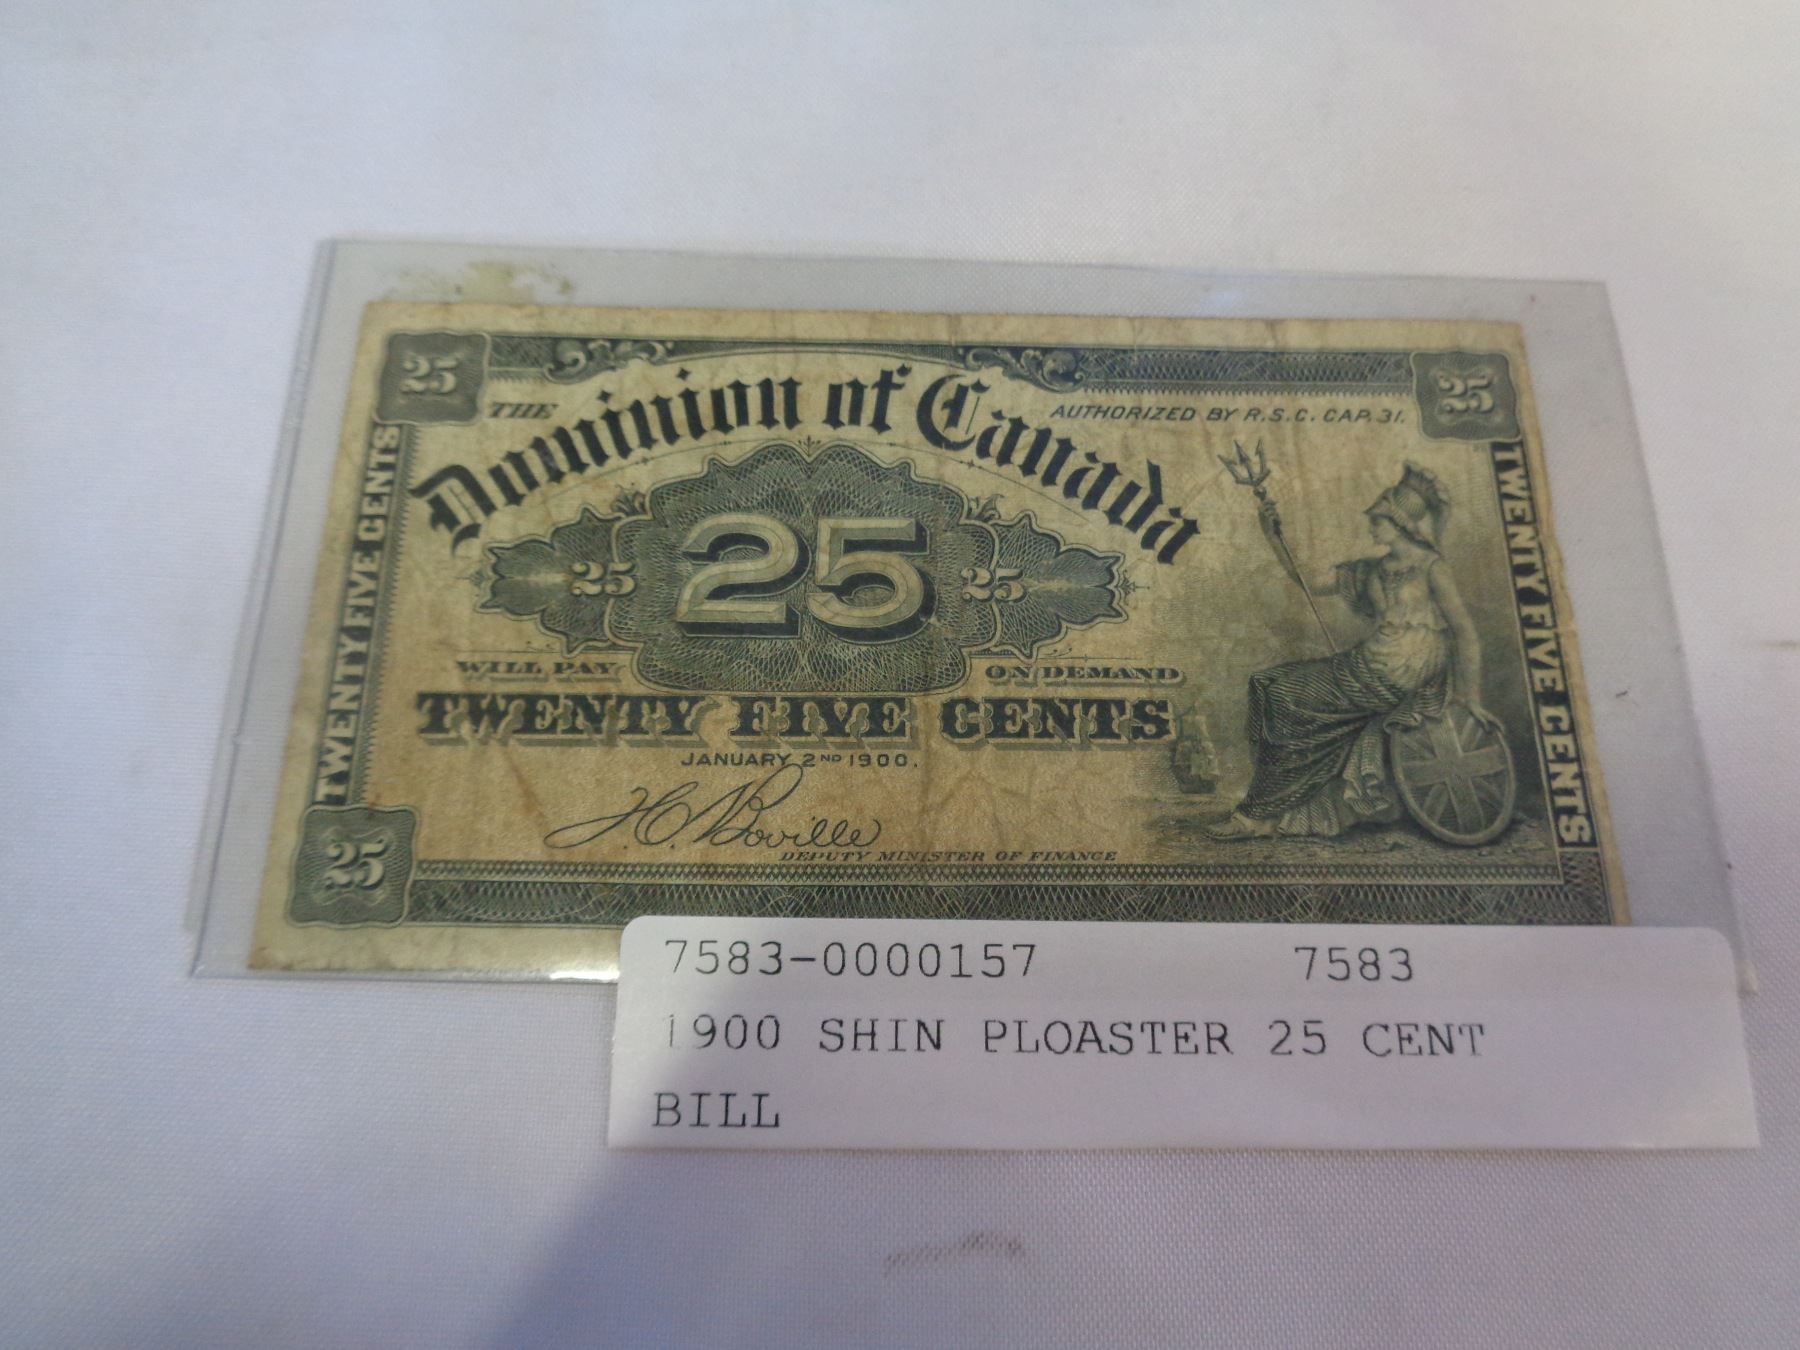 25
25
THE
Dominion of Canada
AUTHORIZED BY R.S.C. CAP. 31.
TWENTY FIVE CENTS
TWENTY FIVE CENTS
25
25
25
WILL PAY
ON DEMAND
TWENTY FIVE CENTS
JANUARY 2ND 1900.
H.C. Boville
DEPUTY MINISTER OF FINANCE
25
7583-0000157 7583
1900 SHIN PLOASTER 25 CENT
BILL